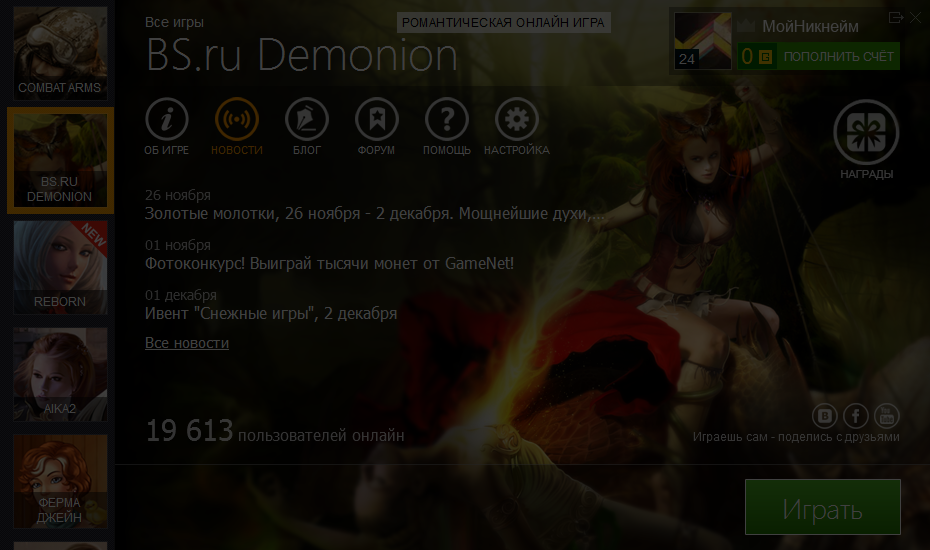 COMBAT ARMS
BS.RU
DEMONION
NEW
REBORN
AIKA2
ФЕРМА
ДЖЕЙН
Все игры
РОМАНТИЧЕСКАЯ ОНЛАЙН ИГРА
BS.ru Demonion
24
МойНикнейм
0 B
ПОПОЛНИТЬ СЧЁТ
ОБ ИГРЕ
НОВОСТИ
БЛОГ
ФОРУМ
ПОМОЩЬ
НАСТРОЙКА
НАГРАДЫ
26 ноября
Золотые молотки, 26 ноября - 2 декабря. Мощнейшие духи,...
01 ноября
Фотоконкурс! Выиграй тысячи монет от GameNet!
01 декабря
Ивент "Снежные игры", 2 декабря
Все новости
19 613 пользователей онлайн
You Tube
Играешь сам - поделись с друзьями
Играть